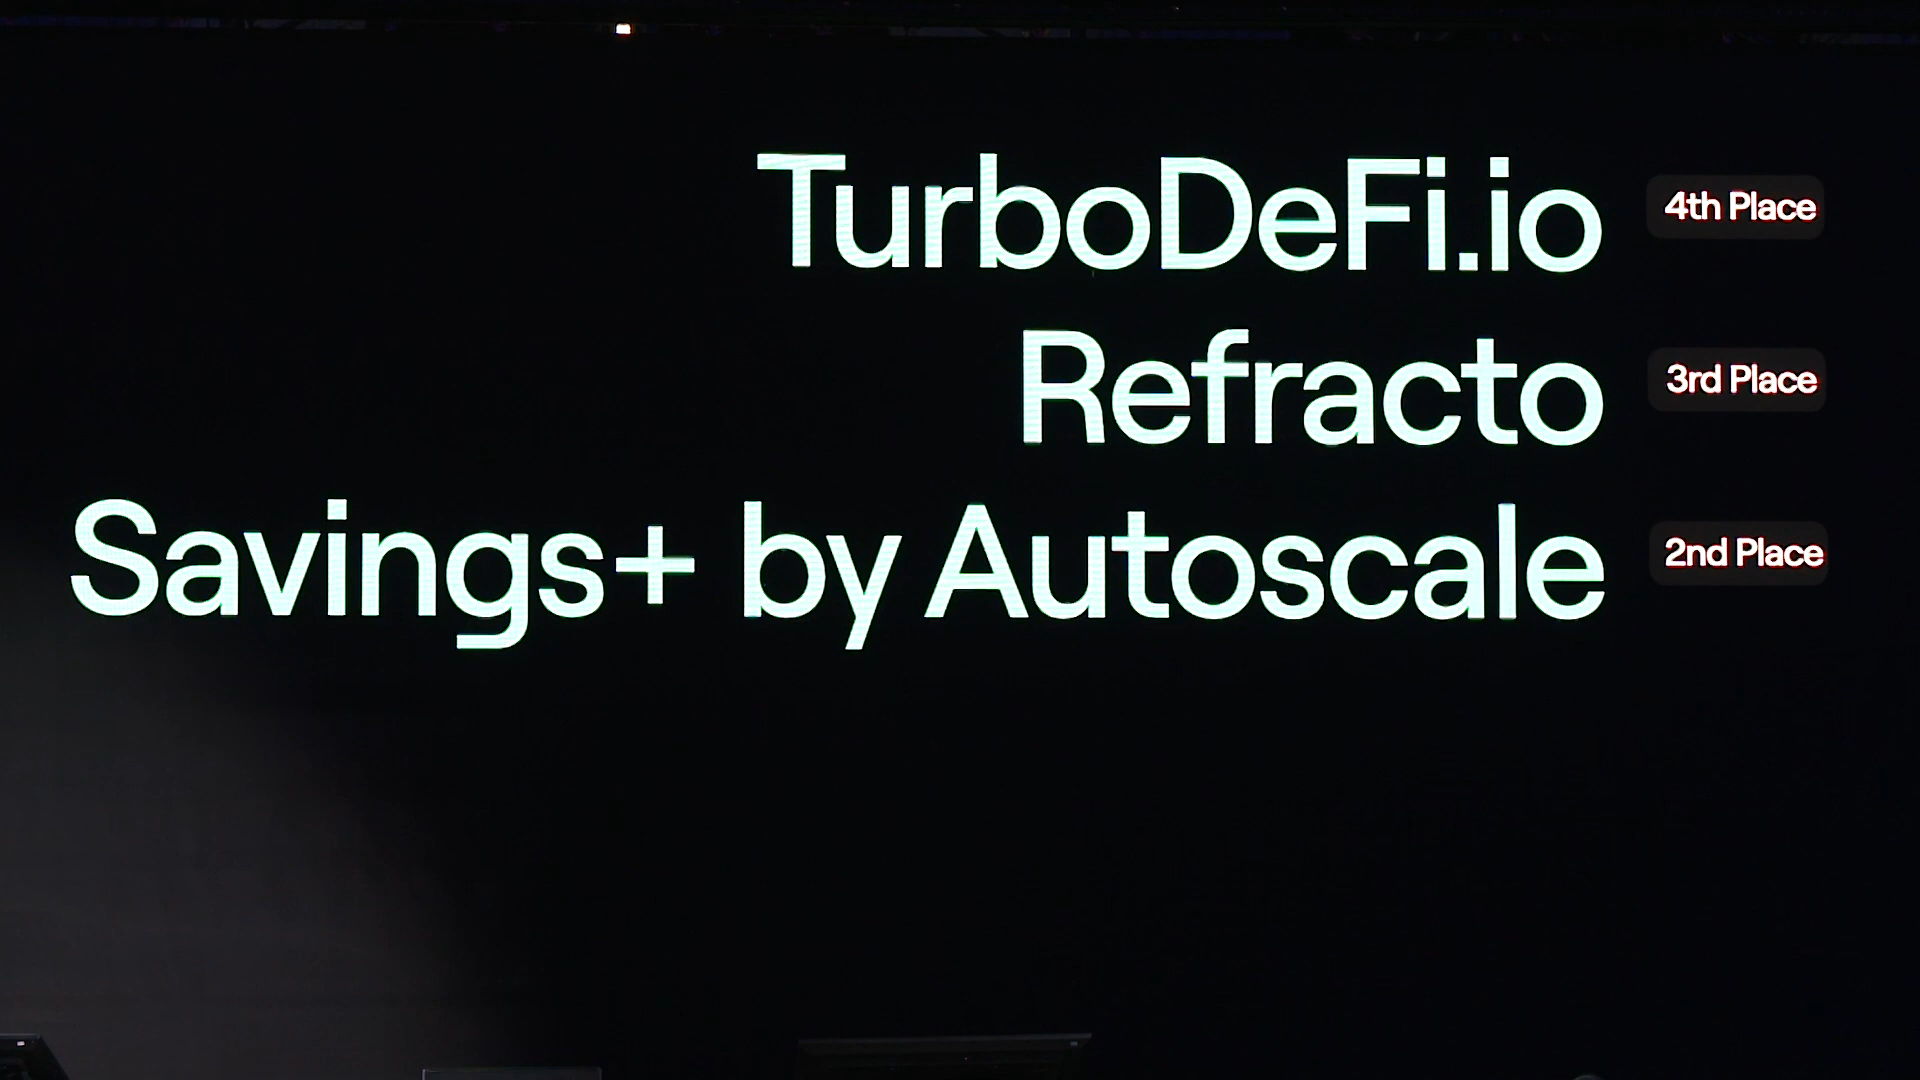 TurboDeFi.io 4th Place
Refracto 3rd Place
Savings+ by Autoscale 2nd Place